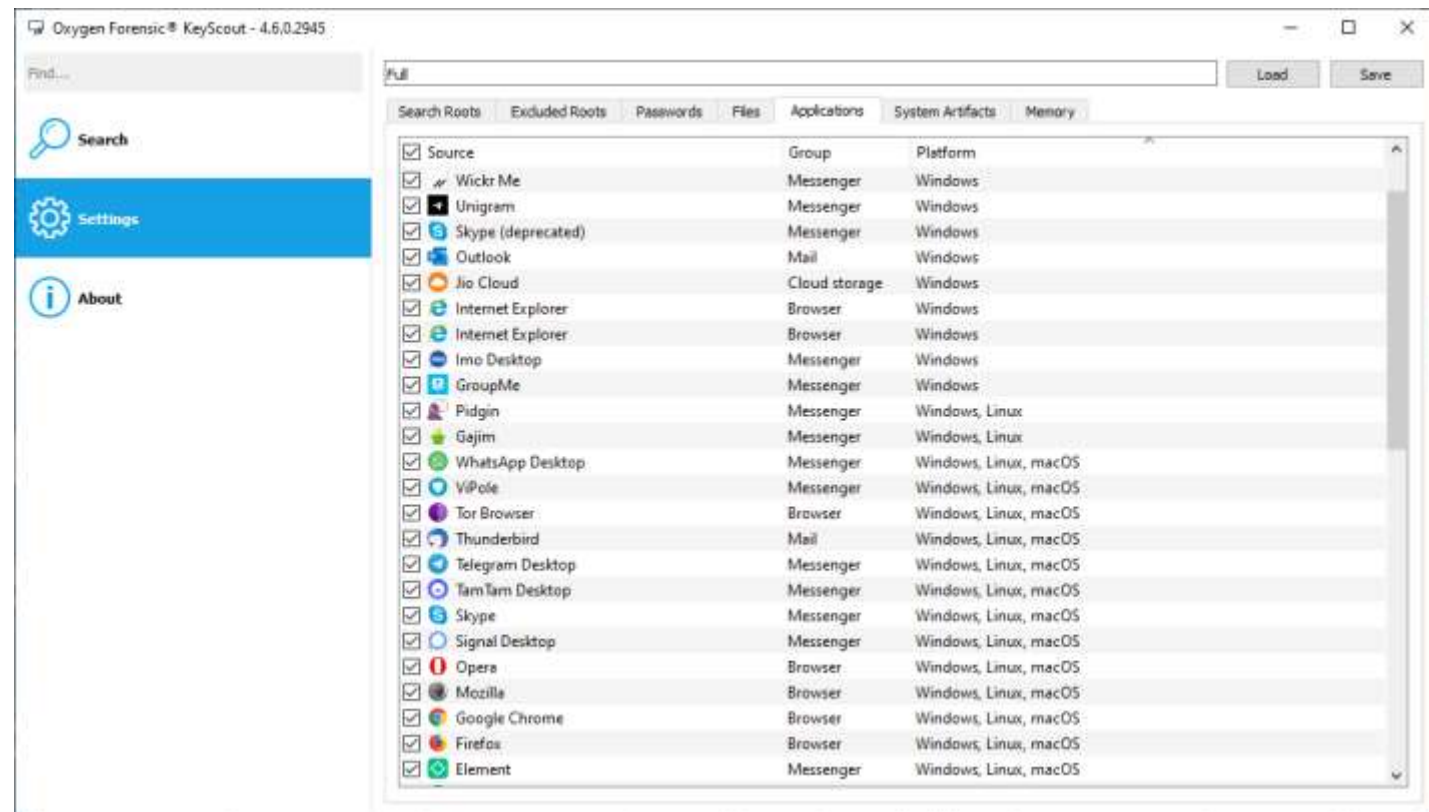 Oxygen Forensic® KeyScout - 4.6.0.2945
Find...
Full
Load
Save
Search
Settings
About
Search Roots Excluded Roots Passwords Files Applications System Artifacts Memory
Source Group Platform
Wickr Me Messenger Windows
Unigram Messenger Windows
Skype (deprecated) Messenger Windows
Outlook Mail Windows
Jio Cloud Cloud storage Windows
Internet Explorer Browser Windows
Internet Explorer Browser Windows
Imo Desktop Messenger Windows
GroupMe Messenger Windows
Pidgin Messenger Windows, Linux
Gajim Messenger Windows, Linux
WhatsApp Desktop Messenger Windows, Linux, macOS
ViPole Messenger Windows, Linux, macOS
Tor Browser Browser Windows, Linux, macOS
Thunderbird Mail Windows, Linux, macOS
Telegram Desktop Messenger Windows, Linux, macOS
TamTam Desktop Messenger Windows, Linux, macOS
Skype Messenger Windows, Linux, macOS
Signal Desktop Messenger Windows, Linux, macOS
Opera Browser Windows, Linux, macOS
Mozilla Browser Windows, Linux, macOS
Google Chrome Browser Windows, Linux, macOS
Firefox Browser Windows, Linux, macOS
Element Messenger Windows, Linux, macOS